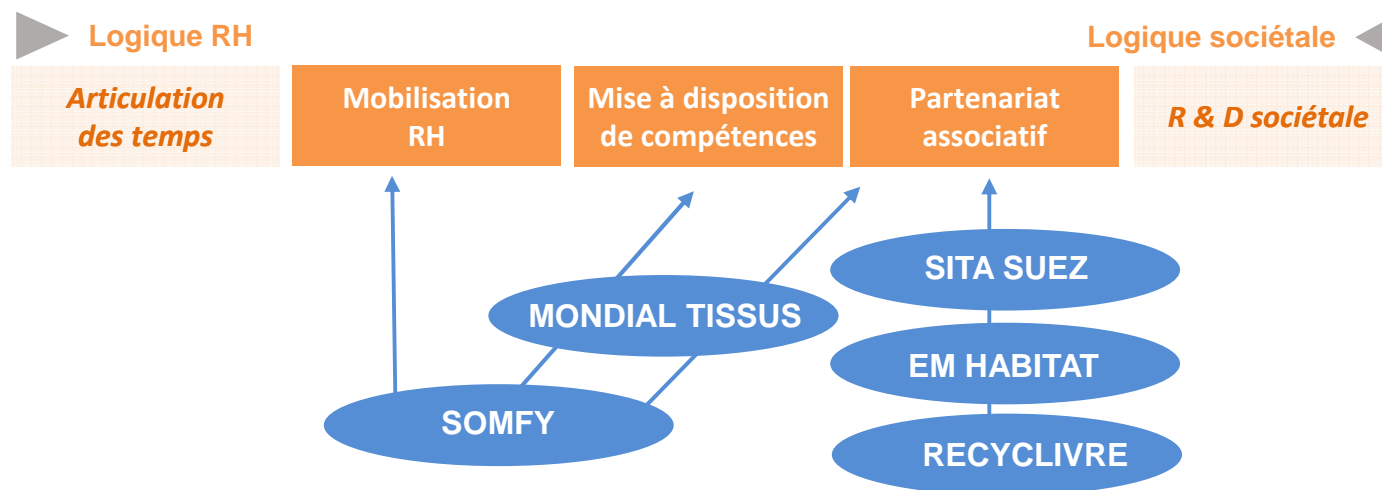 Logique RH
Logique sociétale
Articulation
des temps
Mobilisation
RH
Mise à disposition
de compétences
Partenariat
associatif
R & D sociétale
SITA SUEZ
MONDIAL TISSUS
EM HABITAT
SOMFY
RECYCLIVRE